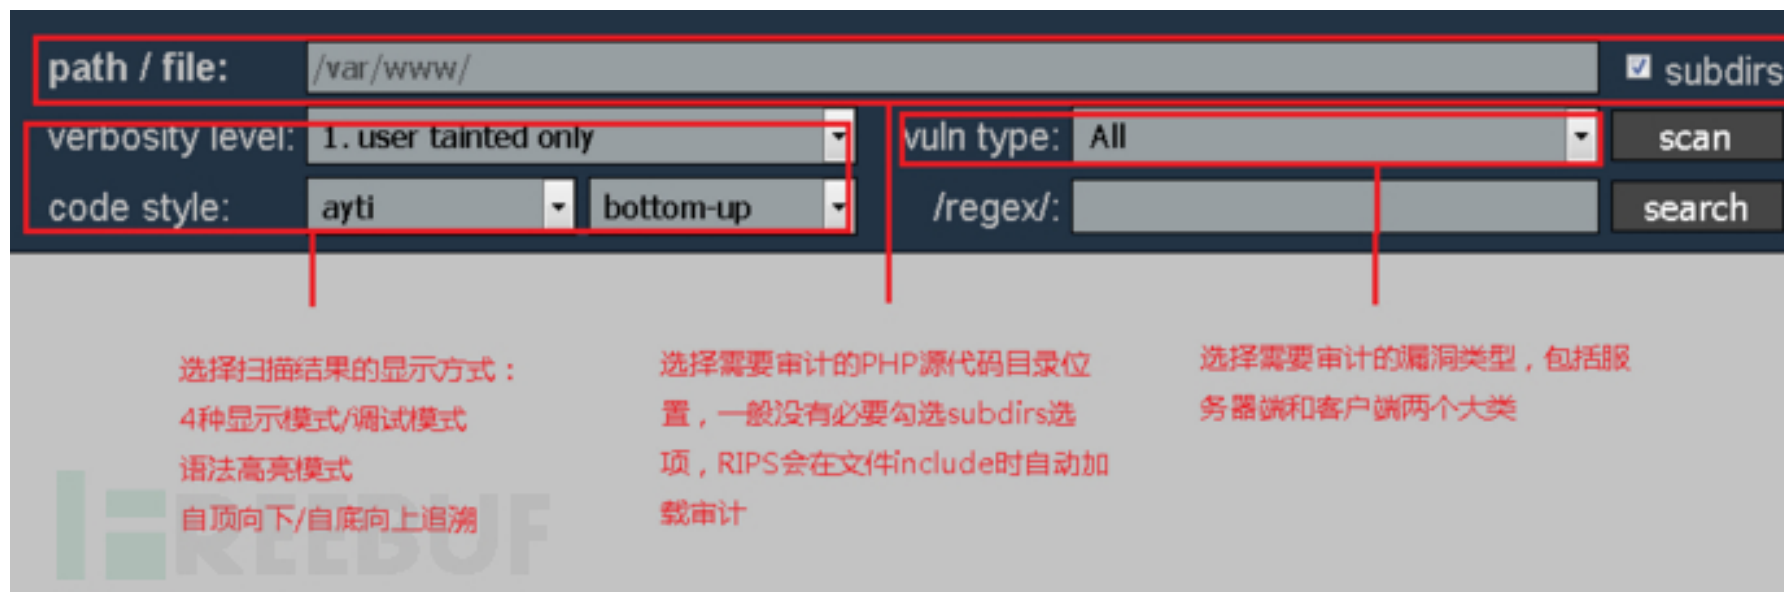 path / file: /var/www/ subdirs
verbosity level: 1. user tainted only vuln type: All scan
code style: ayti bottom-up /regex/: search
选择扫描结果的显示方式：
4种显示模式/调试模式
语法高亮模式
自顶向下/自底向上追溯
选择需要审计的PHP源代码目录位
置，一般没有必要勾选subdirs选
项，RIPS会在文件include时自动加
载审计
选择需要审计的漏洞类型，包括服
务器端和客户端两个大类
FREEBUF